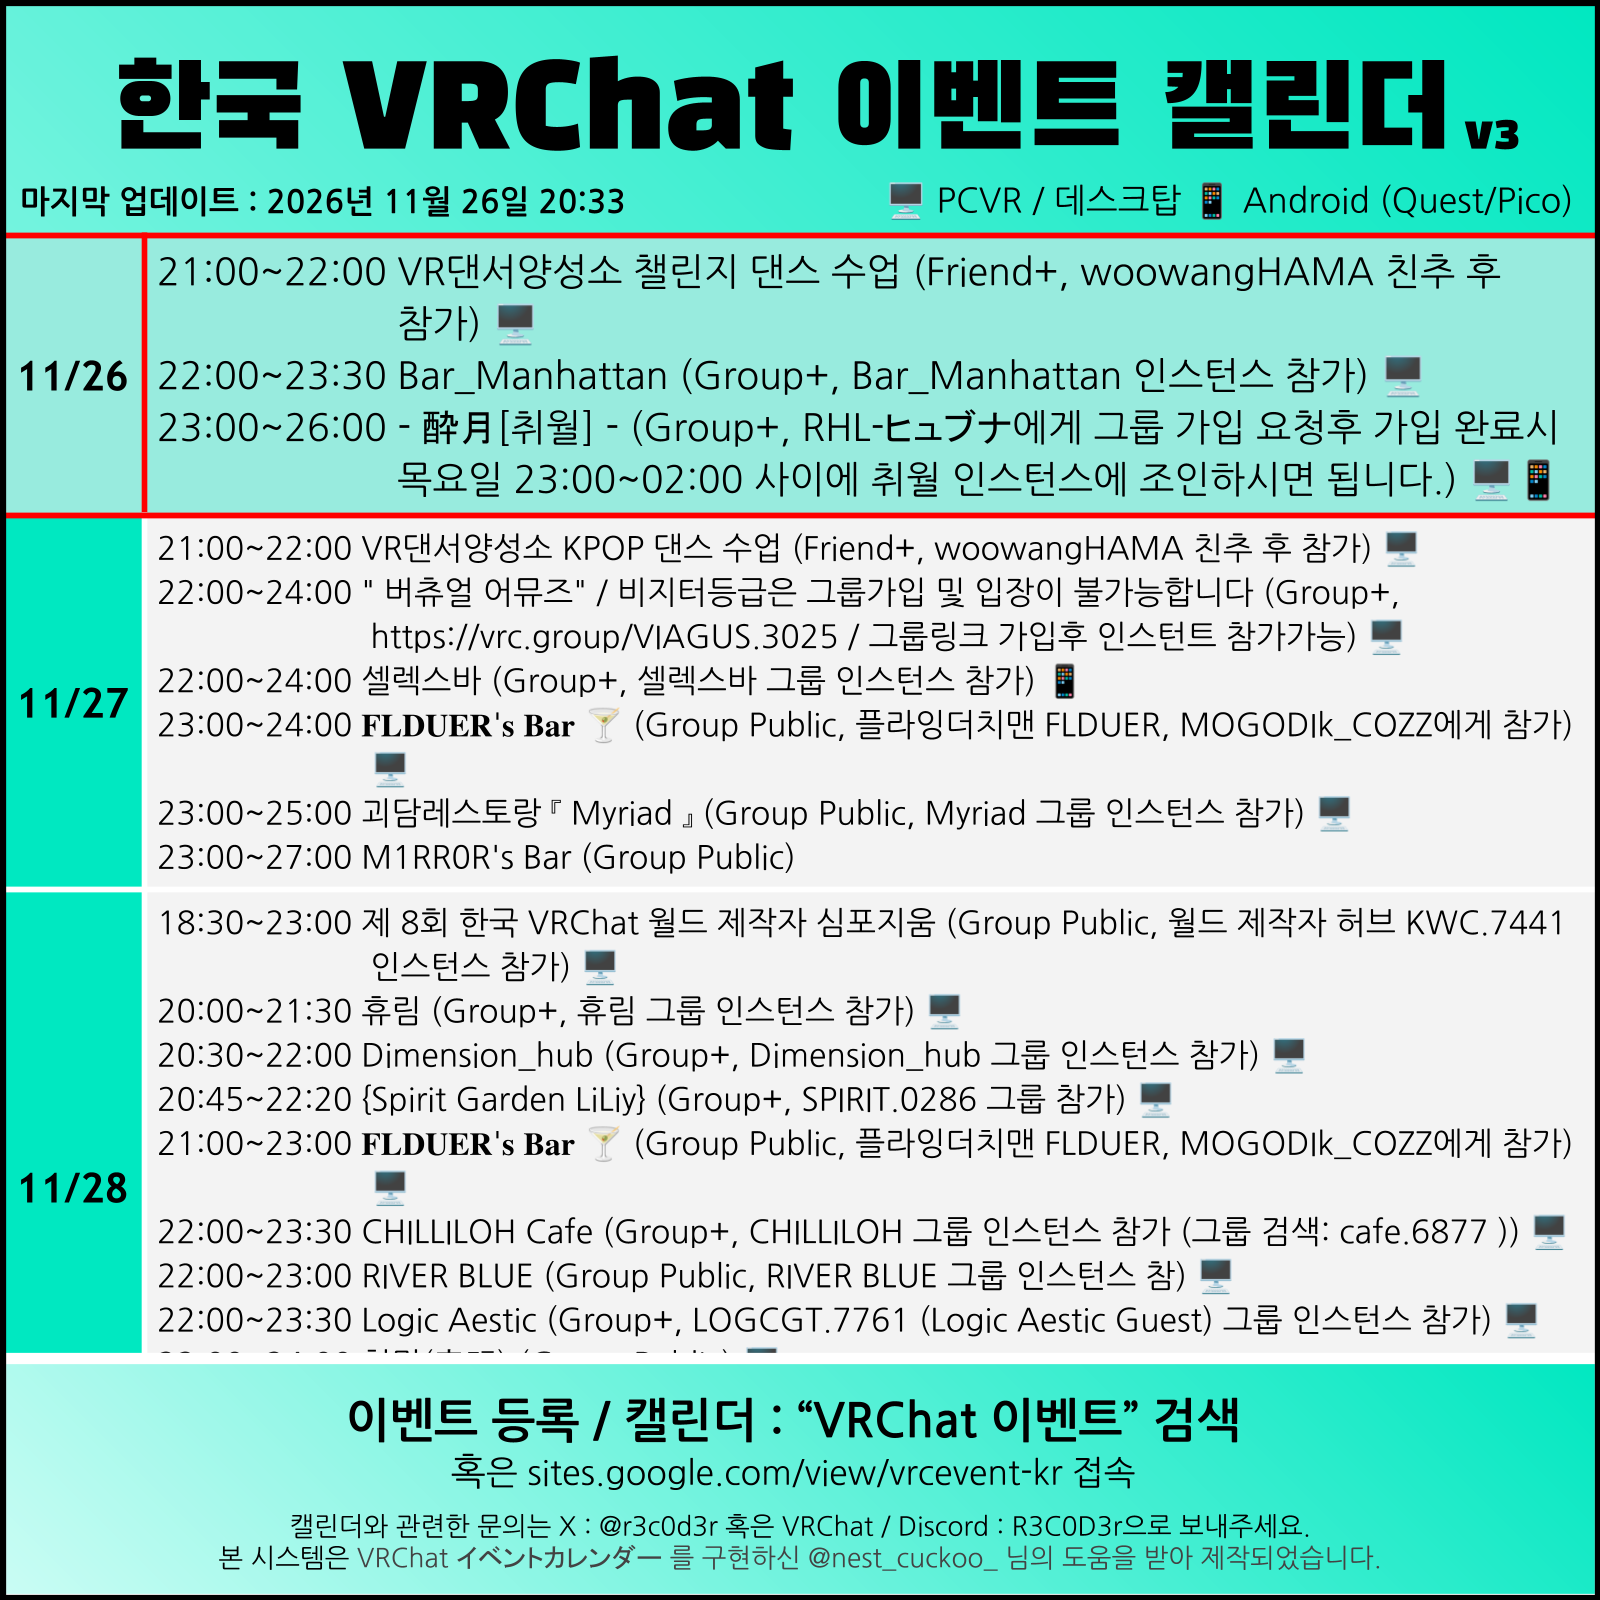 한국 VRChat 이벤트 캘린더 v3
마지막 업데이트 : 2026년 11월 26일 20:33
🖥️ PCVR / 데스크탑 📱 Android (Quest/Pico)
11/26
21:00~22:00 VR댄서양성소 챌린지 댄스 수업 (Friend+, woowangHAMA 친추 후
참가) 🖥️
22:00~23:30 Bar_Manhattan (Group+, Bar_Manhattan 인스턴스 참가) 🖥️
23:00~26:00 - 酔月[취월] - (Group+, RHL-ヒュブナ에게 그룹 가입 요청후 가입 완료시
목요일 23:00~02:00 사이에 취월 인스턴스에 조인하시면 됩니다.) 🖥️📱
11/27
21:00~22:00 VR댄서양성소 KPOP 댄스 수업 (Friend+, woowangHAMA 친추 후 참가) 🖥️
22:00~24:00 " 버츄얼 어뮤즈" / 비지터등급은 그룹가입 및 입장이 불가능합니다 (Group+,
https://vrc.group/VIAGUS.3025 / 그룹링크 가입후 인스턴트 참가가능) 🖥️
22:00~24:00 셀렉스바 (Group+, 셀렉스바 그룹 인스턴스 참가) 📱
23:00~24:00 𝐅𝐋𝐃𝐔𝐄𝐑'𝐬 𝐁𝐚𝐫 🍸 (Group Public, 플라잉더치맨 FLDUER, MOGODIk_COZZ에게 참가)
🖥️
23:00~25:00 괴담레스토랑『 Myriad 』(Group Public, Myriad 그룹 인스턴스 참가) 🖥️
23:00~27:00 M1RR0R's Bar (Group Public)
11/28
18:30~23:00 제 8회 한국 VRChat 월드 제작자 심포지움 (Group Public, 월드 제작자 허브 KWC.7441
인스턴스 참가) 🖥️
20:00~21:30 휴림 (Group+, 휴림 그룹 인스턴스 참가) 🖥️
20:30~22:00 Dimension_hub (Group+, Dimension_hub 그룹 인스턴스 참가) 🖥️
20:45~22:20 {Spirit Garden LiLiy} (Group+, SPIRIT.0286 그룹 참가) 🖥️
21:00~23:00 𝐅𝐋𝐃𝐔𝐄𝐑'𝐬 𝐁𝐚𝐫 🍸 (Group Public, 플라잉더치맨 FLDUER, MOGODIk_COZZ에게 참가)
🖥️
22:00~23:30 CHILLILOH Cafe (Group+, CHILLILOH 그룹 인스턴스 참가 (그룹 검색: cafe.6877 )) 🖥️
22:00~23:00 RIVER BLUE (Group Public, RIVER BLUE 그룹 인스턴스 참) 🖥️
22:00~23:30 Logic Aestic (Group+, LOGCGT.7761 (Logic Aestic Guest) 그룹 인스턴스 참가) 🖥️
이벤트 등록 / 캘린더 : “VRChat 이벤트” 검색
혹은 sites.google.com/view/vrcevent-kr 접속
캘린더와 관련한 문의는 X : @r3c0d3r 혹은 VRChat / Discord : R3C0D3r으로 보내주세요.
본 시스템은 VRChat イベントカレンダー 를 구현하신 @nest_cuckoo_ 님의 도움을 받아 제작되었습니다.